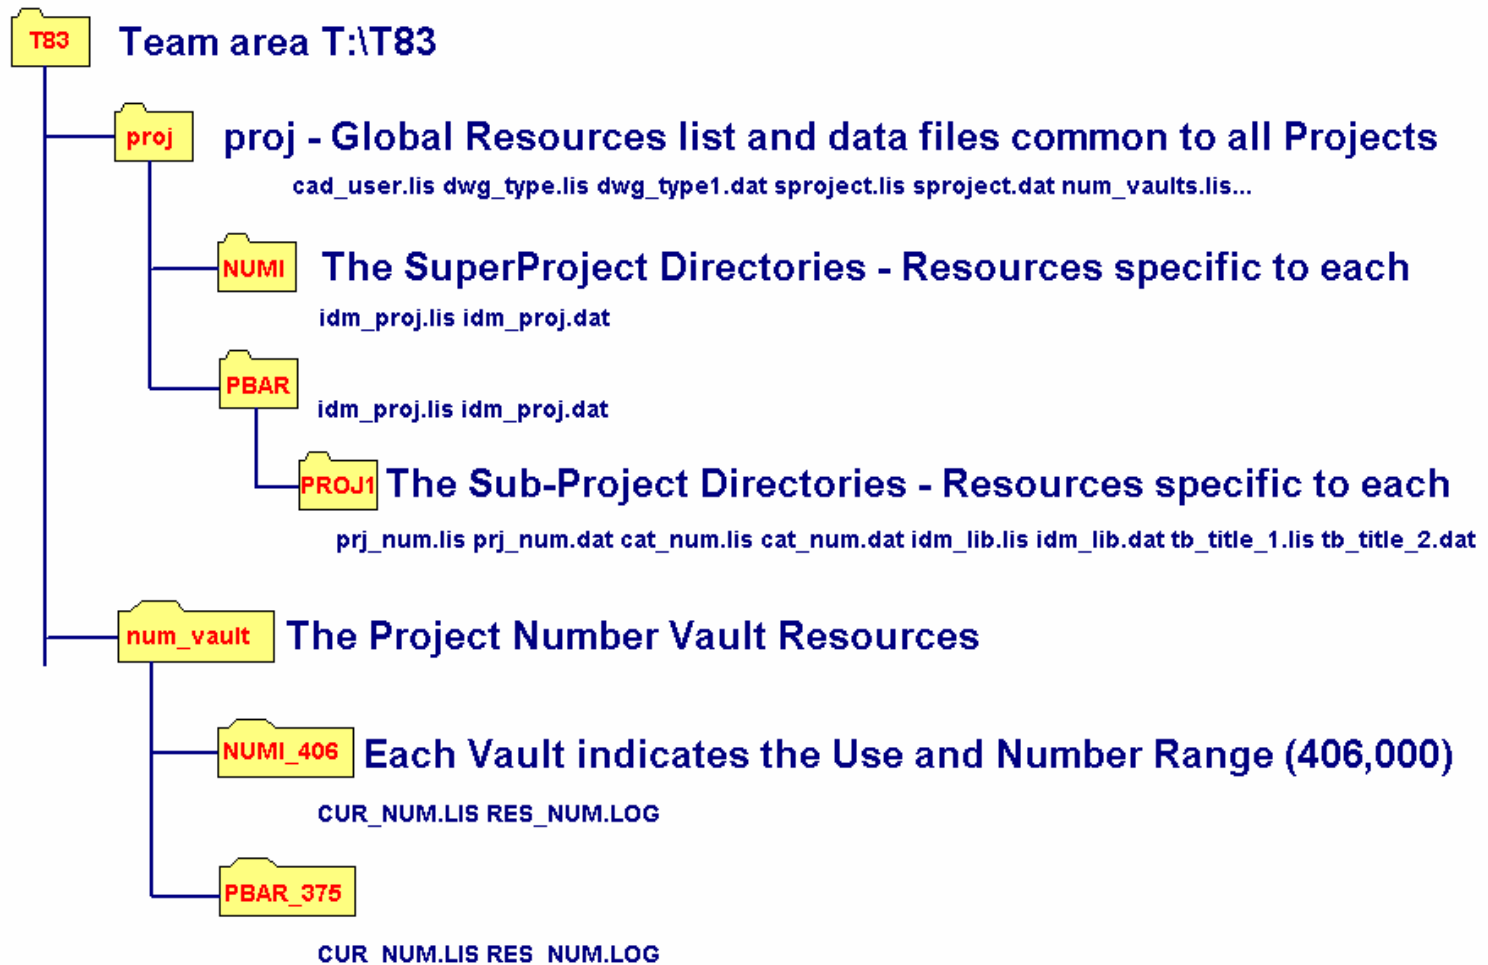 T83 Team area T:\T83
proj proj - Global Resources list and data files common to all Projects
cad_user.lis dwg_type.lis dwg_type1.dat sproject.lis sproject.dat num_vaults.lis...
NUMI The SuperProject Directories - Resources specific to each
idm_proj.lis idm_proj.dat
PBAR
idm_proj.lis idm_proj.dat
PROJ1 The Sub-Project Directories - Resources specific to each
prj_num.lis prj_num.dat cat_num.lis cat_num.dat idm_lib.lis idm_lib.dat tb_title_1.lis tb_title_2.dat
num_vault The Project Number Vault Resources
NUMI_406 Each Vault indicates the Use and Number Range (406,000)
CUR_NUM.LIS RES_NUM.LOG
PBAR_375
CUR_NUM.LIS RES_NUM.LOG